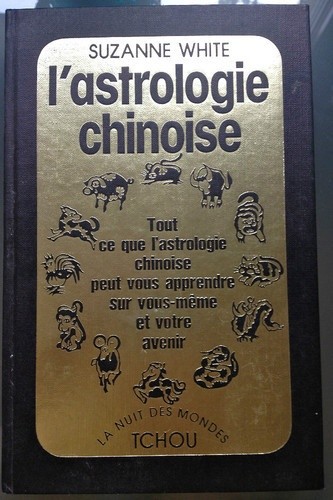 SUZANNE WHITE
l'astrologie
chinoise
Tout
ce que l'astrologie
chinoise
peut vous apprendre
sur vous-même
et votre
avenir
LA NUIT DES MONDES
TCHOU